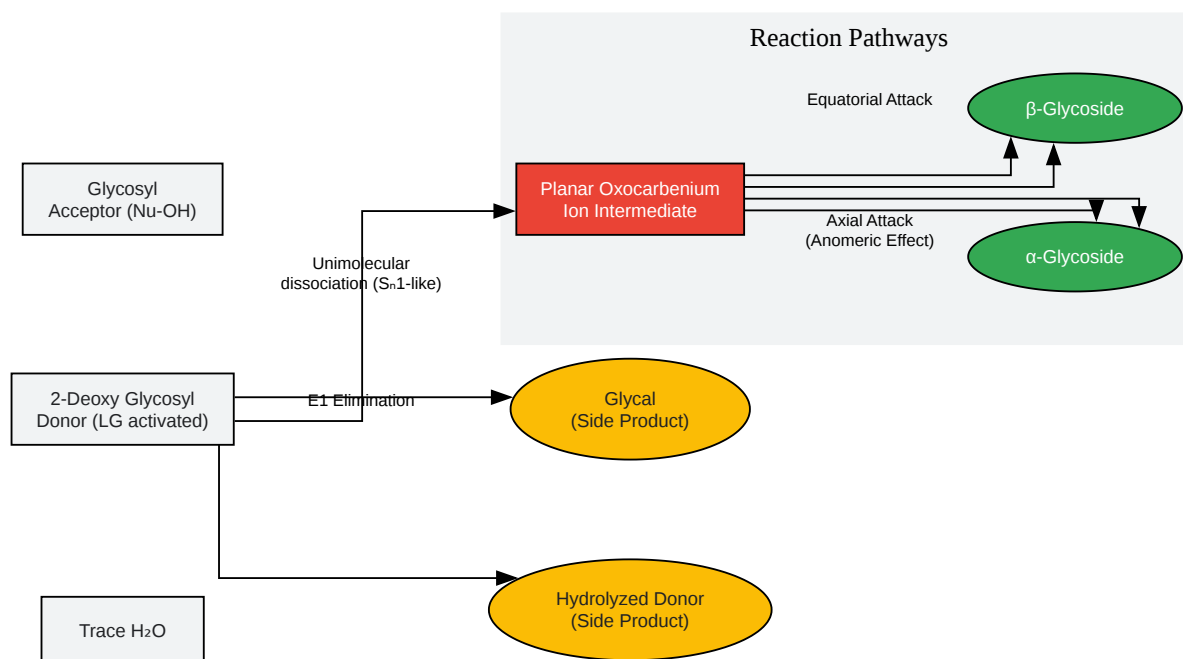 Reaction Pathways
Equatorial Attack
β-Glycoside
Glycosyl
Acceptor (Nu-OH)
Planar Oxocarbenium
Ion Intermediate
Axial Attack
(Anomeric Effect)
α-Glycoside
Unimolecular
dissociation (Sₙ1-like)
2-Deoxy Glycosyl
Donor (LG activated)
E1 Elimination
Glycal
(Side Product)
Hydrolyzed Donor
(Side Product)
Trace H₂O